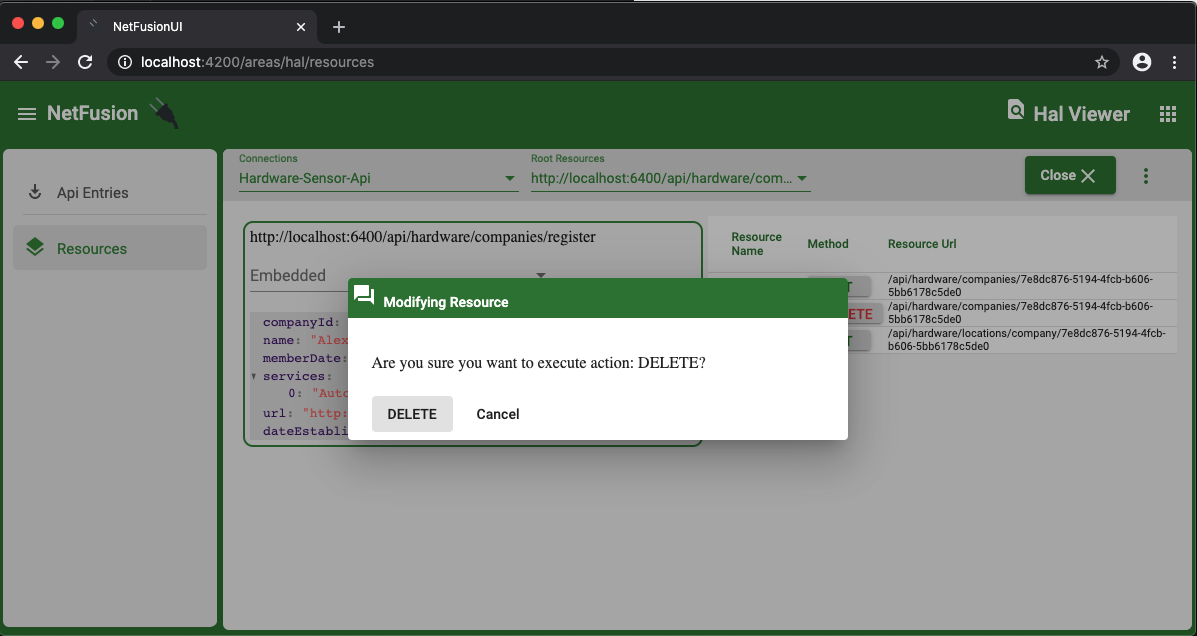 NetFusionUI
localhost:4200/areas/hal/resources
NetFusion
Hal Viewer
Api Entries
Resources
Connections
Hardware-Sensor-Api
Root Resources
http://localhost:6400/api/hardware/com...
Close
http://localhost:6400/api/hardware/companies/register
Embedded
companyId:
name: "Alex
memberDate:
services:
0: "Auto
url: "http:
dateEstabli
Resource
Name
Method
Resource Url
T
/api/hardware/companies/7e8dc876-5194-4fcb-b606-
5bb6178c5de0
ETE
/api/hardware/companies/7e8dc876-5194-4fcb-b606-
5bb6178c5de0
T
/api/hardware/locations/company/7e8dc876-5194-4fcb-
b606-5bb6178c5de0
Modifying Resource
Are you sure you want to execute action: DELETE?
DELETE
Cancel